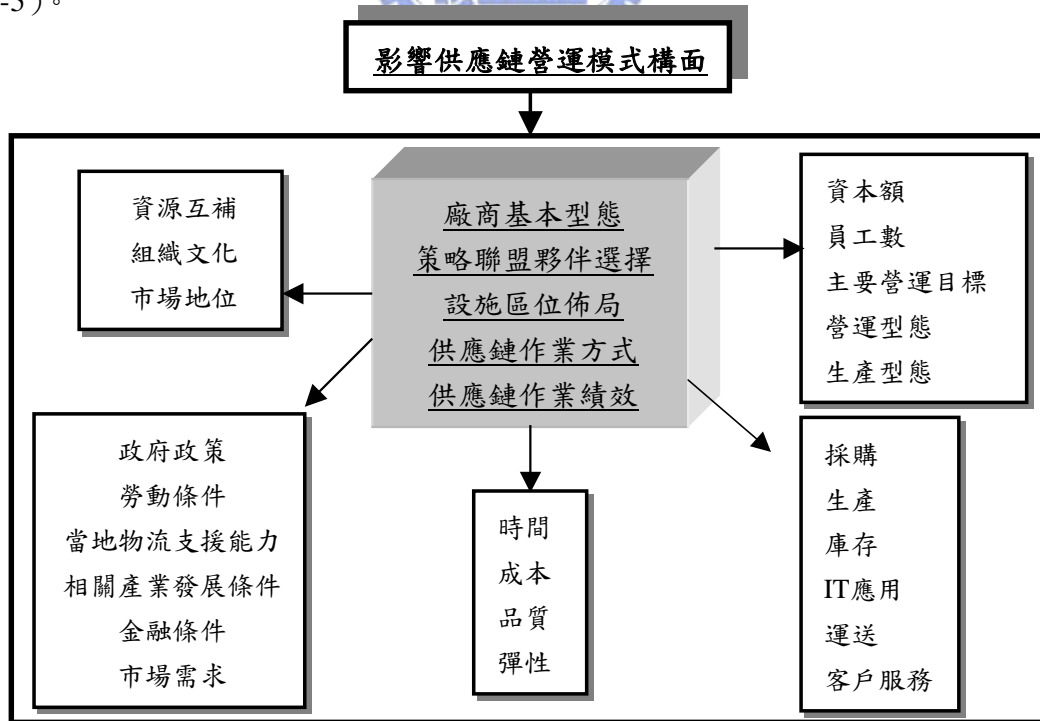 -5）。
影響供應鏈營運模式構面
資源互補
組織文化
市場地位
廠商基本型態
策略聯盟夥伴選擇
設施區位佈局
供應鏈作業方式
供應鏈作業績效
資本額
員工數
主要營運目標
營運型態
生產型態
政府政策
勞動條件
當地物流支援能力
相關產業發展條件
金融條件
市場需求
時間
成本
品質
彈性
採購
生產
庫存
IT應用
運送
客戶服務